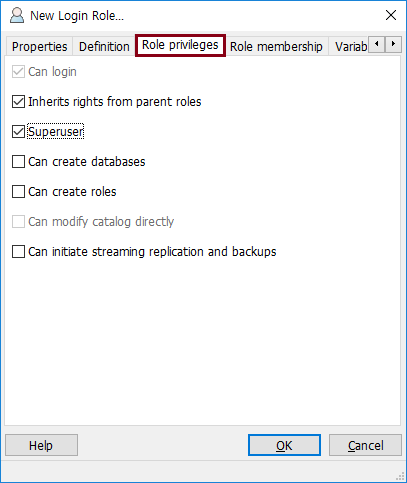 New Login Role...
Properties Definition Role privileges Role membership Variab
Can login
Inherits rights from parent roles
Superuser
Can create databases
Can create roles
Can modify catalog directly
Can initiate streaming replication and backups
Help OK Cancel